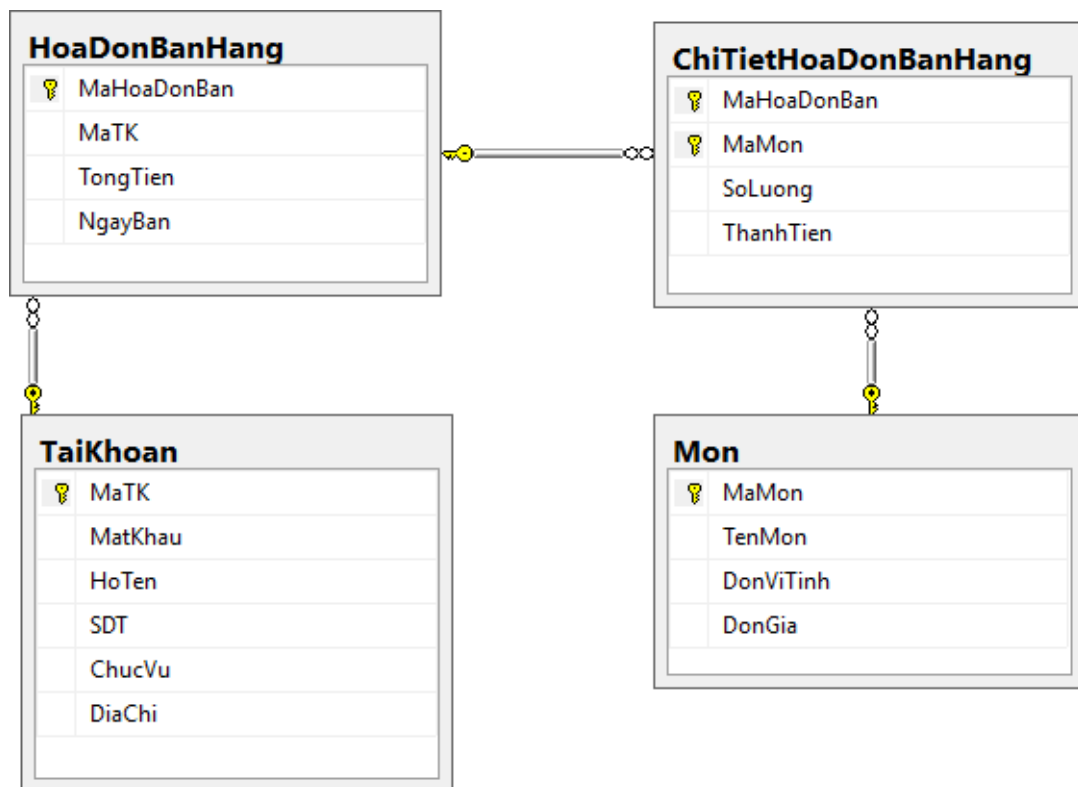 HoaDonBanHang
MaHoaDonBan
MaTK
TongTien
NgayBan
ChiTietHoaDonBanHang
MaHoaDonBan
MaMon
SoLuong
ThanhTien
TaiKhoan
MaTK
MatKhau
HoTen
SDT
ChucVu
DiaChi
Mon
MaMon
TenMon
DonViTinh
DonGia